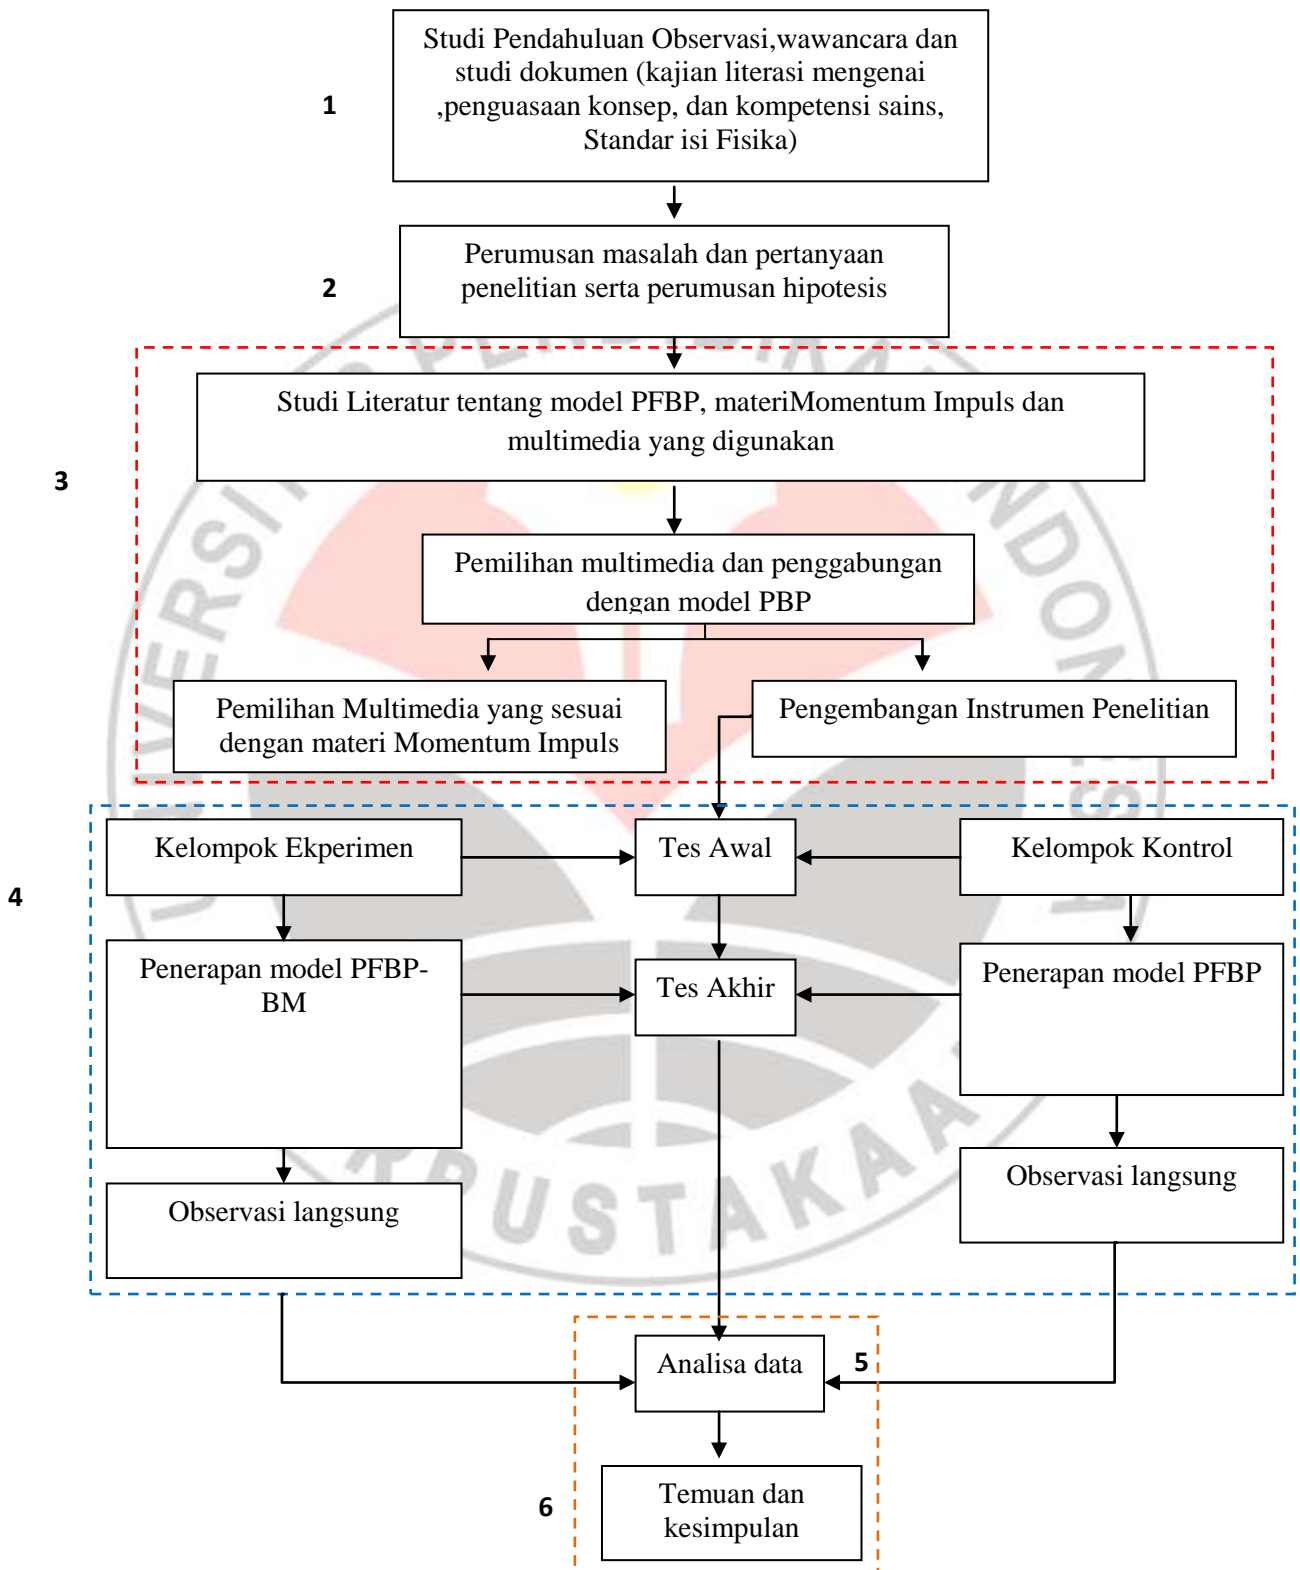 Studi Pendahuluan Observasi,wawancara dan
studi dokumen (kajian literasi mengenai
,penguasaan konsep, dan kompetensi sains,
Standar isi Fisika)
1
Perumusan masalah dan pertanyaan
penelitian serta perumusan hipotesis
2
Studi Literatur tentang model PFBP, materiMomentum Impuls dan
multimedia yang digunakan
3
Pemilihan multimedia dan penggabungan
dengan model PBP
Pemilihan Multimedia yang sesuai
dengan materi Momentum Impuls
Pengembangan Instrumen Penelitian
Kelompok Ekperimen
Tes Awal
Kelompok Kontrol
4
Penerapan model PFBP-
BM
Tes Akhir
Penerapan model PFBP
Observasi langsung
Observasi langsung
Analisa data
5
Temuan dan
kesimpulan
6